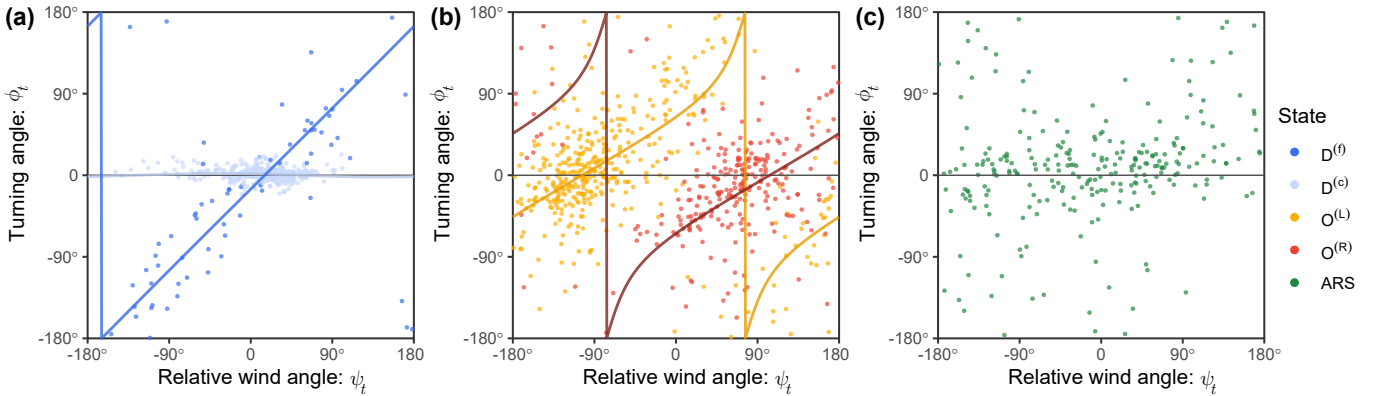 (a)
180°
90°
0
-90°
-180°
-180° -90° 0 90° 180
Turning angle: ϕt
Relative wind angle: ψt
(b)
180°
90°
0
-90°
-180°
-180° -90° 0 90° 180°
Turning angle: ϕt
Relative wind angle: ψt
(c)
180°
90°
0
-90°
-180°
-180° -90° 0 90° 180°
Turning angle: ϕt
Relative wind angle: ψt
State
D(f)
D(c)
O(L)
O(R)
ARS